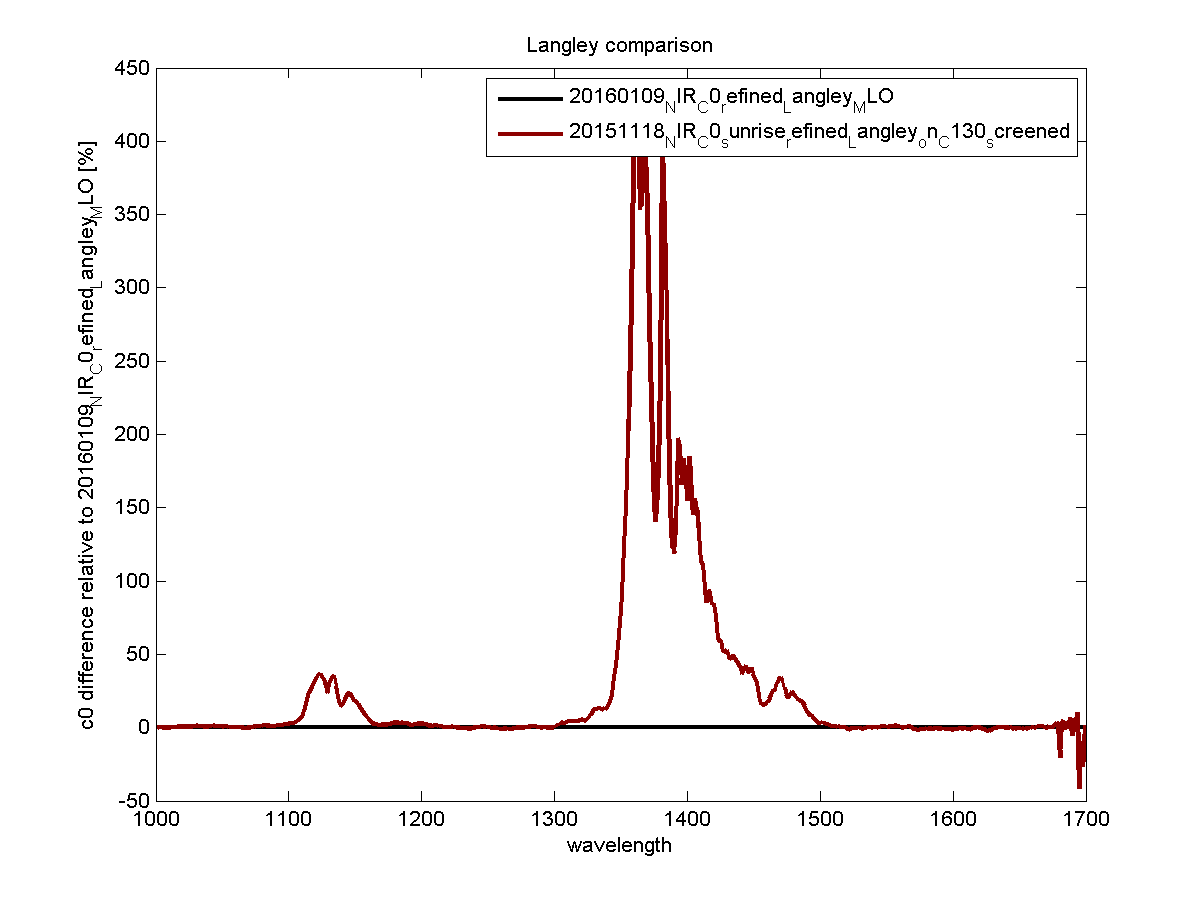 Langley comparison
20160109_NIR_C0_refined_Langley_MLO
20151118_NIR_C0_sunrise_refined_Langley_on_C130_screened
c0 difference relative to 20160109_NIR_C0_refined_Langley_MLO [%]
450
400
350
300
250
200
150
100
50
0
-50
1000 1100 1200 1300 1400 1500 1600 1700
wavelength